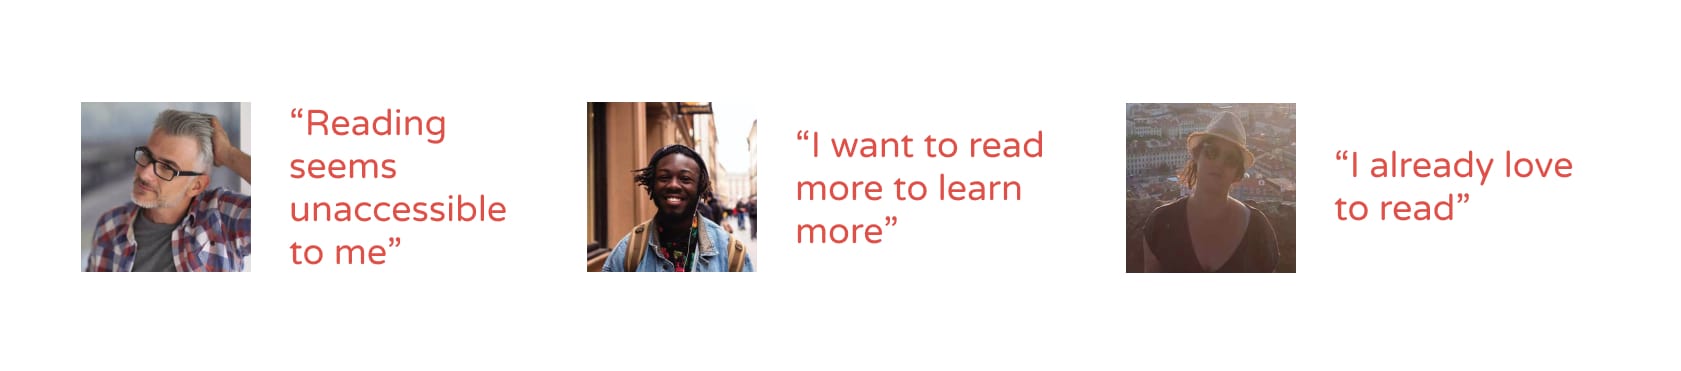 “Reading
seems
unaccessible
to me”
“I want to read
more to learn
more”
“I already love
to read”